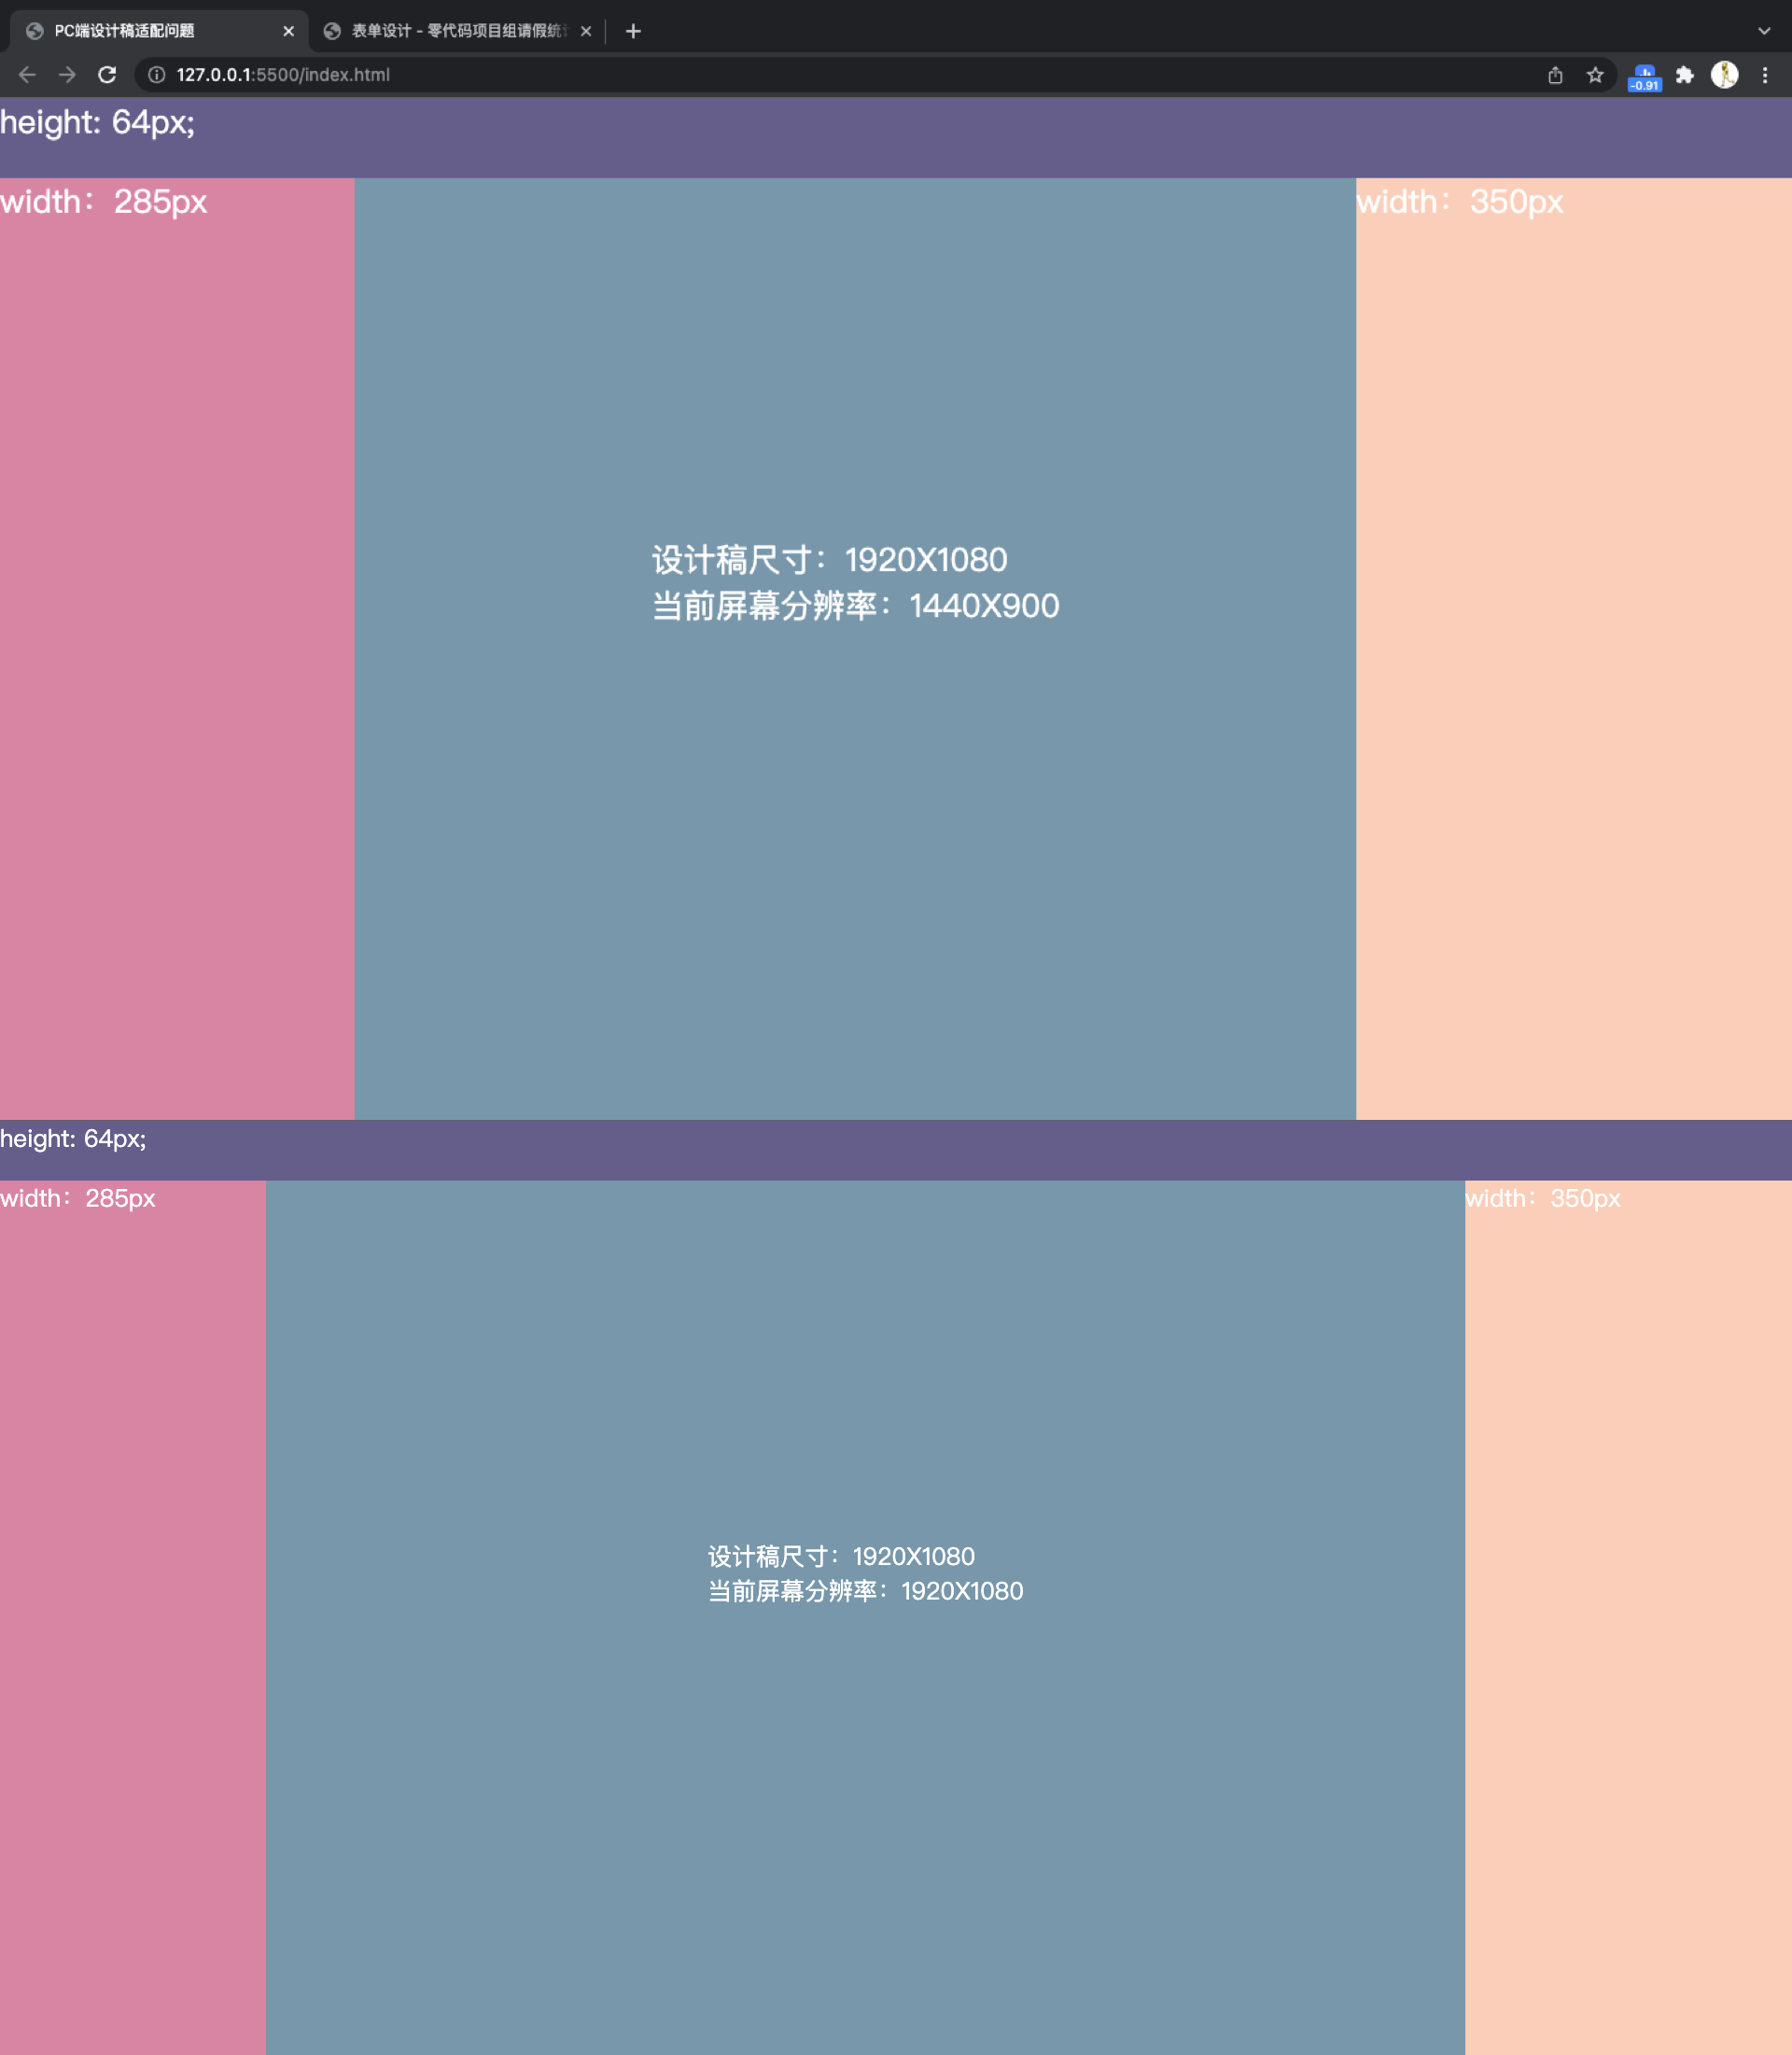 PC端设计稿适配问题
表单设计 - 零代码项目组请假统计
127.0.0.1:5500/index.html
-0.91
height: 64px;
width：285px
width：350px
设计稿尺寸：1920X1080
当前屏幕分辨率：1440X900
height: 64px;
width：285px
width：350px
设计稿尺寸：1920X1080
当前屏幕分辨率：1920X1080